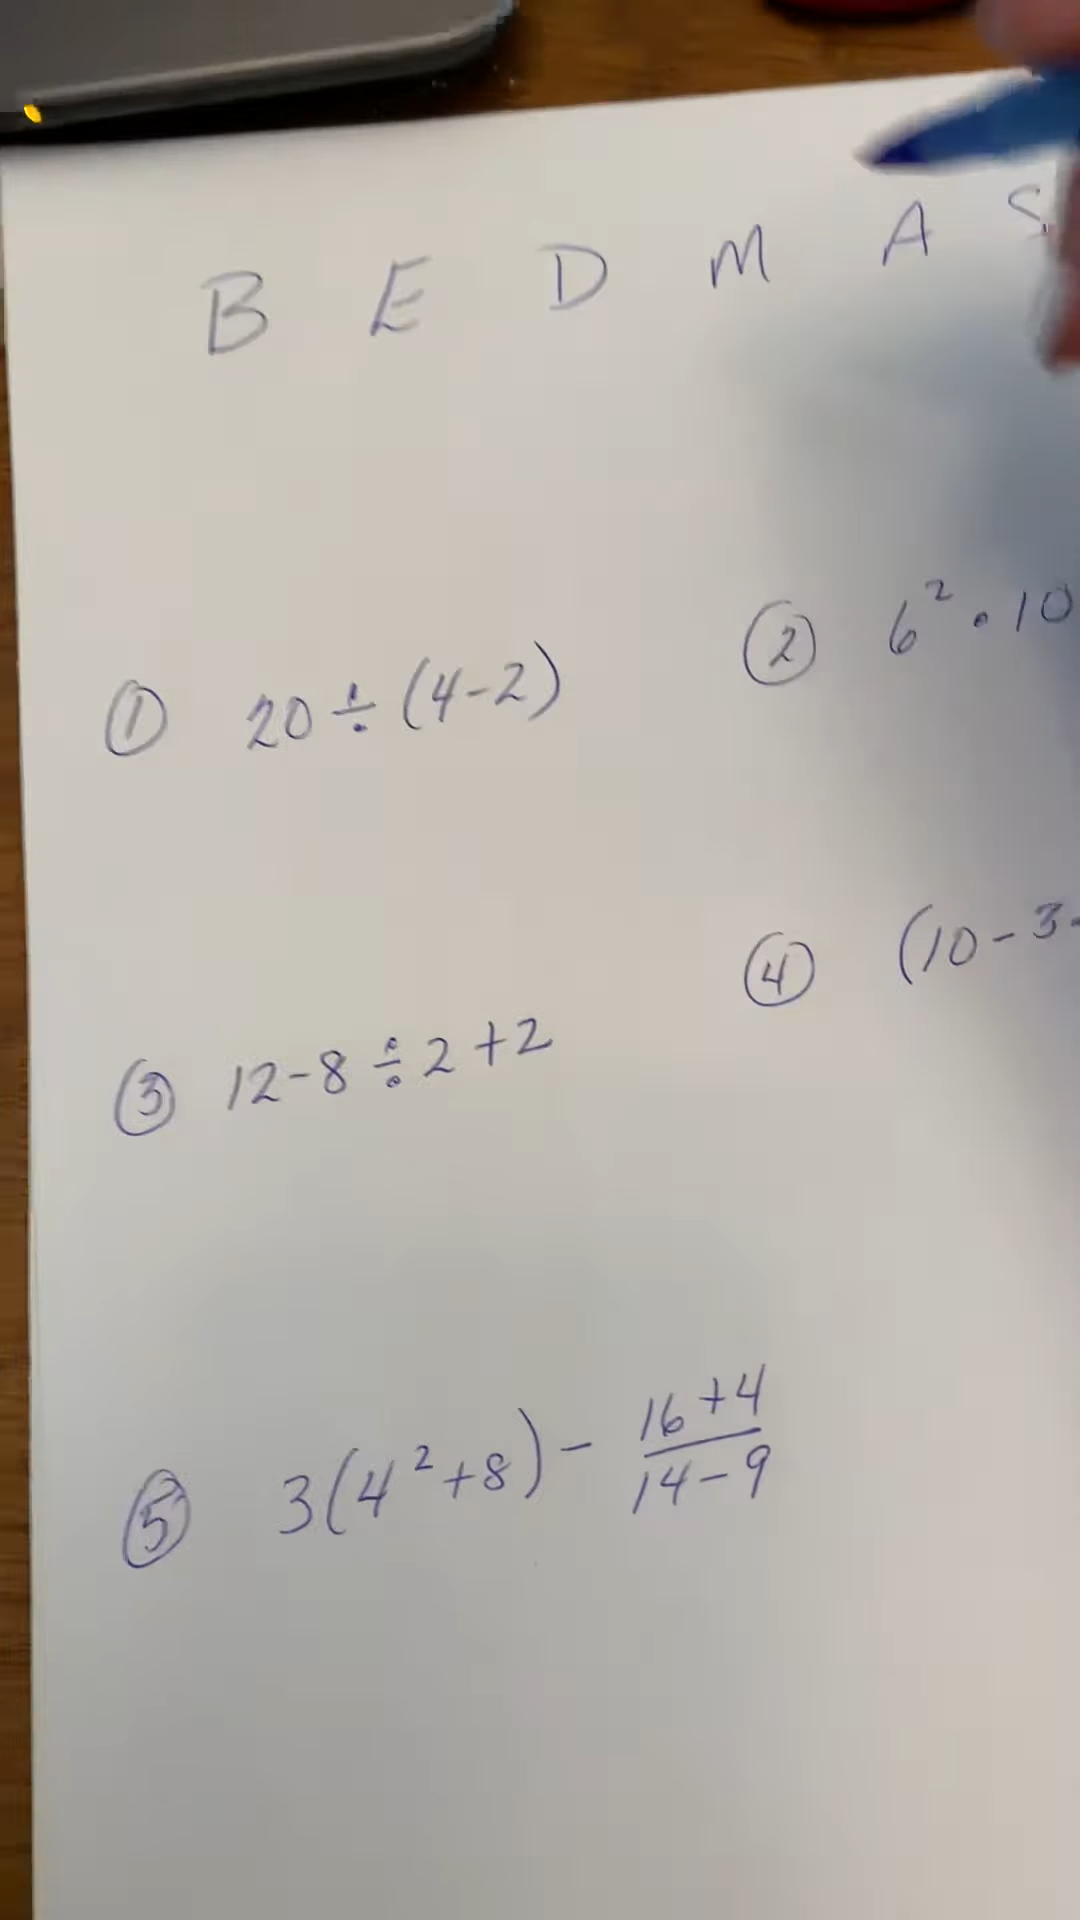 B E D M A S
① 20 ÷ (4-2)
② 6² · 10
③ 12-8 ÷ 2 + 2
④ (10-3-
⑤ 3(4²+8) - 16+4
14-9